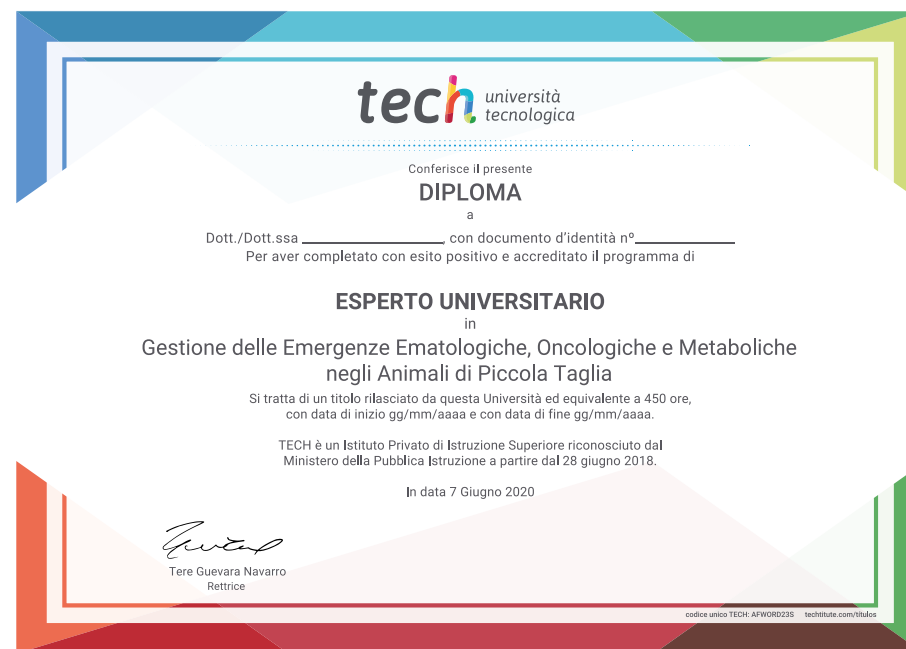 tech università
tecnologica
Conferisce il presente
DIPLOMA
a
Dott./Dott.ssa ____________________, con documento d'identità nº______________
Per aver completato con esito positivo e accreditato il programma di
ESPERTO UNIVERSITARIO
in
Gestione delle Emergenze Ematologiche, Oncologiche e Metaboliche
negli Animali di Piccola Taglia
Si tratta di un titolo rilasciato da questa Università ed equivalente a 450 ore,
con data di inizio gg/mm/aaaa e con data di fine gg/mm/aaaa.
TECH è un Istituto Privato di Istruzione Superiore riconosciuto dal
Ministero della Pubblica Istruzione a partire dal 28 giugno 2018.
In data 7 Giugno 2020
Tere Guevara Navarro
Rettrice
codice unico TECH: AFWORD23S techtitute.com/titulos